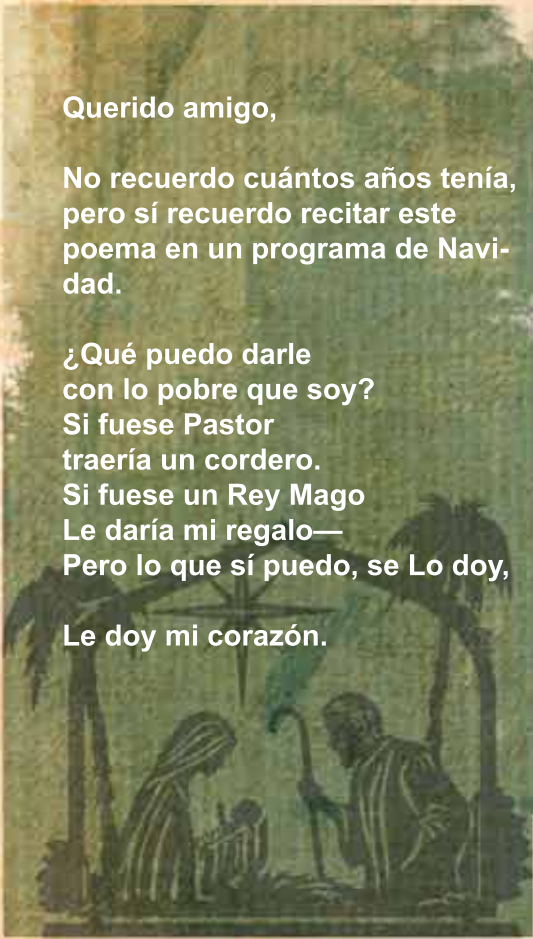 Querido amigo,
No recuerdo cuántos años tenía,
pero sí recuerdo recitar este
poema en un programa de Navi-
dad.
¿Qué puedo darle
con lo pobre que soy?
Si fuese Pastor
traería un cordero.
Si fuese un Rey Mago
Le daría mi regalo—
Pero lo que sí puedo, se Lo doy,
Le doy mi corazón.